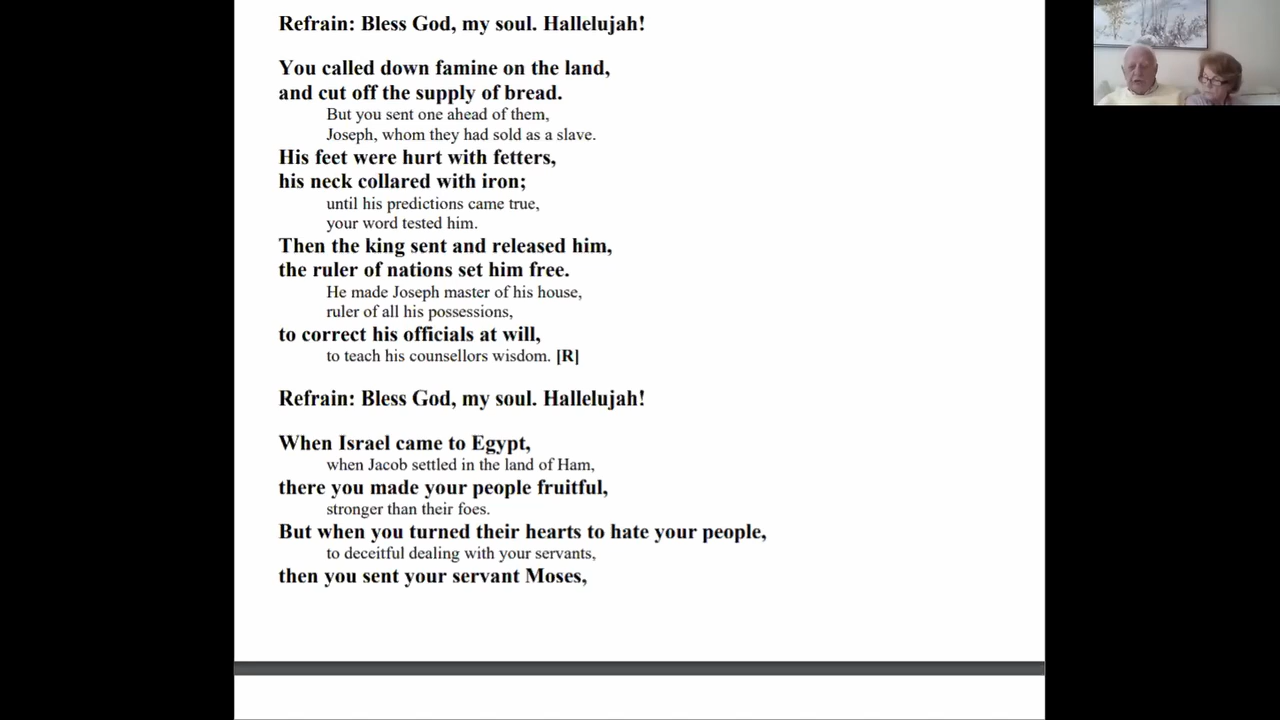 Refrain: Bless God, my soul. Hallelujah!
You called down famine on the land,
and cut off the supply of bread.
But you sent one ahead of them,
Joseph, whom they had sold as a slave.
His feet were hurt with fetters,
his neck collared with iron;
until his predictions came true,
your word tested him.
Then the king sent and released him,
the ruler of nations set him free.
He made Joseph master of his house,
ruler of all his possessions,
to correct his officials at will,
to teach his counsellors wisdom. [R]
Refrain: Bless God, my soul. Hallelujah!
When Israel came to Egypt,
when Jacob settled in the land of Ham,
there you made your people fruitful,
stronger than their foes.
But when you turned their hearts to hate your people,
to deceitful dealing with your servants,
then you sent your servant Moses,